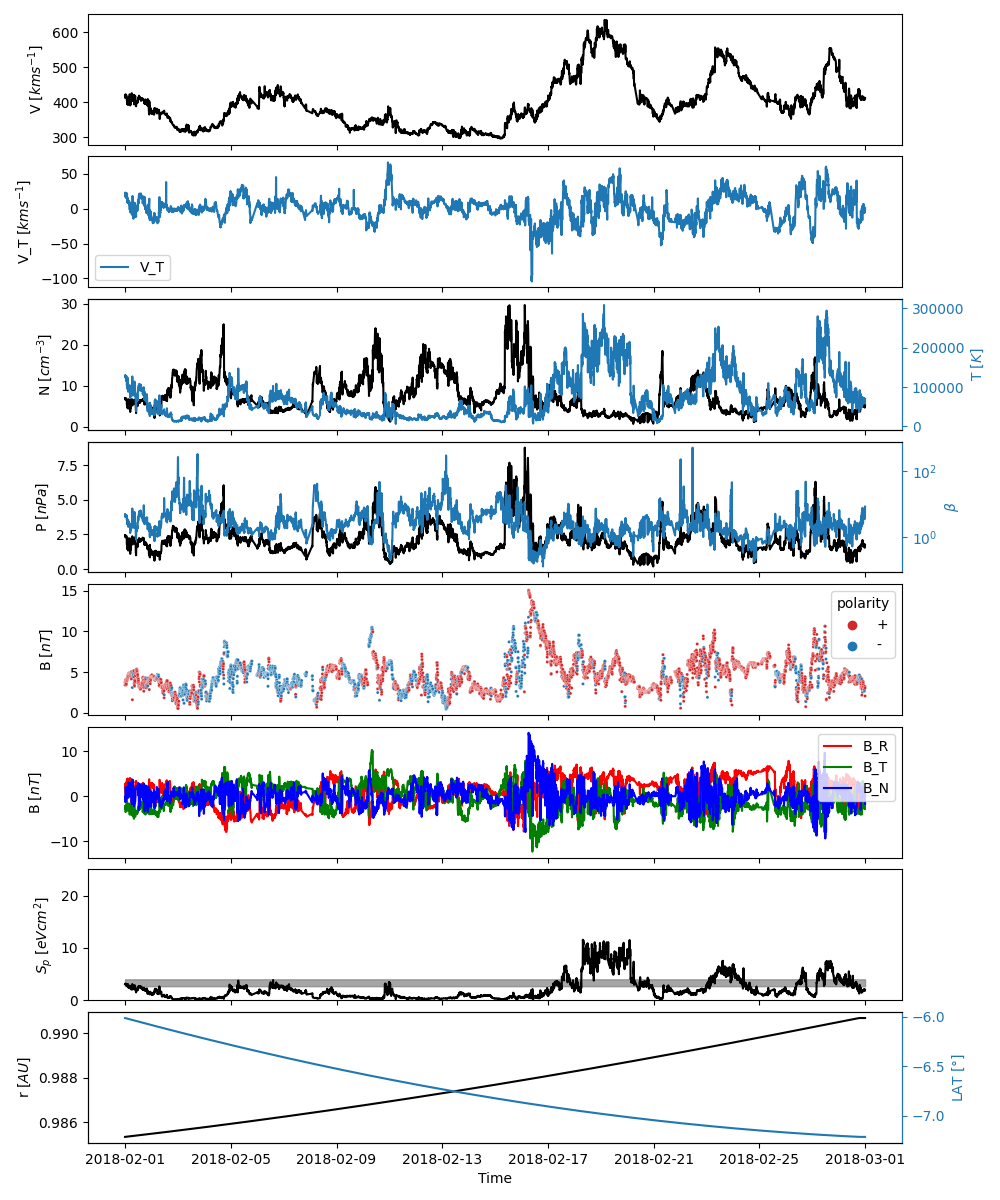 600
500
400
300
V [kms⁻¹]
50
0
−50
−100
V_T [kms⁻¹]
V_T
30
20
10
0
N [cm⁻³]
300000
200000
100000
0
T [K]
7.5
5.0
2.5
0.0
P [nPa]
10²
10⁰
β
15
10
5
0
B [nT]
polarity
+
-
10
0
−10
B [nT]
B_R
B_T
B_N
20
10
0
Sₚ [eVcm²]
0.990
0.988
0.986
r [AU]
−6.0
−6.5
−7.0
LAT [°]
2018-02-01 2018-02-05 2018-02-09 2018-02-13 2018-02-17 2018-02-21 2018-02-25 2018-03-01
Time